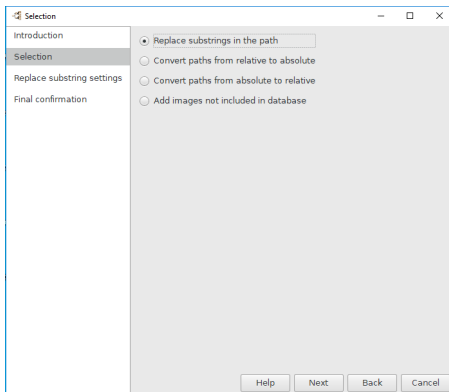 Selection
Introduction
Selection
Replace substring settings
Final confirmation
Replace substrings in the path
Convert paths from relative to absolute
Convert paths from absolute to relative
Add images not included in database
Help Next Back Cancel